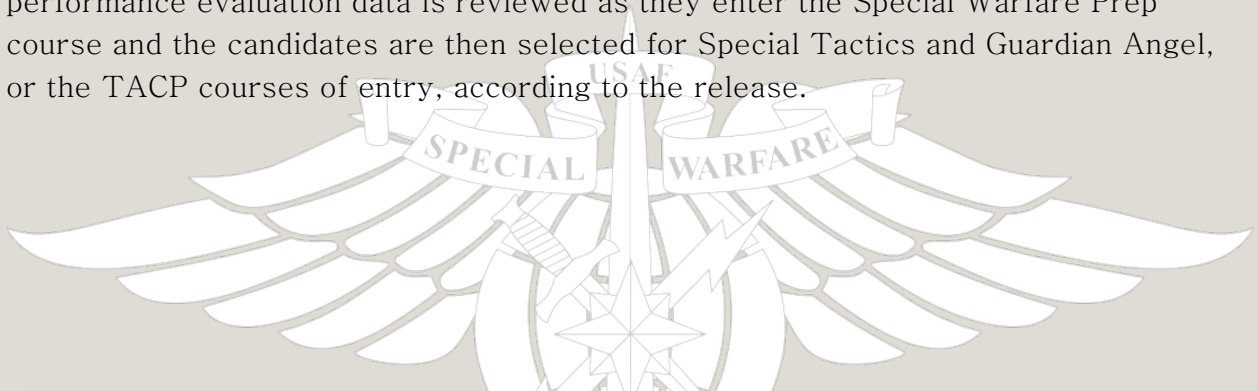 performance evaluation data is reviewed as they enter the Special Warfare Prep
course and the candidates are then selected for Special Tactics and Guardian Angel,
or the TACP courses of entry, according to the release.
USAF
SPECIAL WARFARE